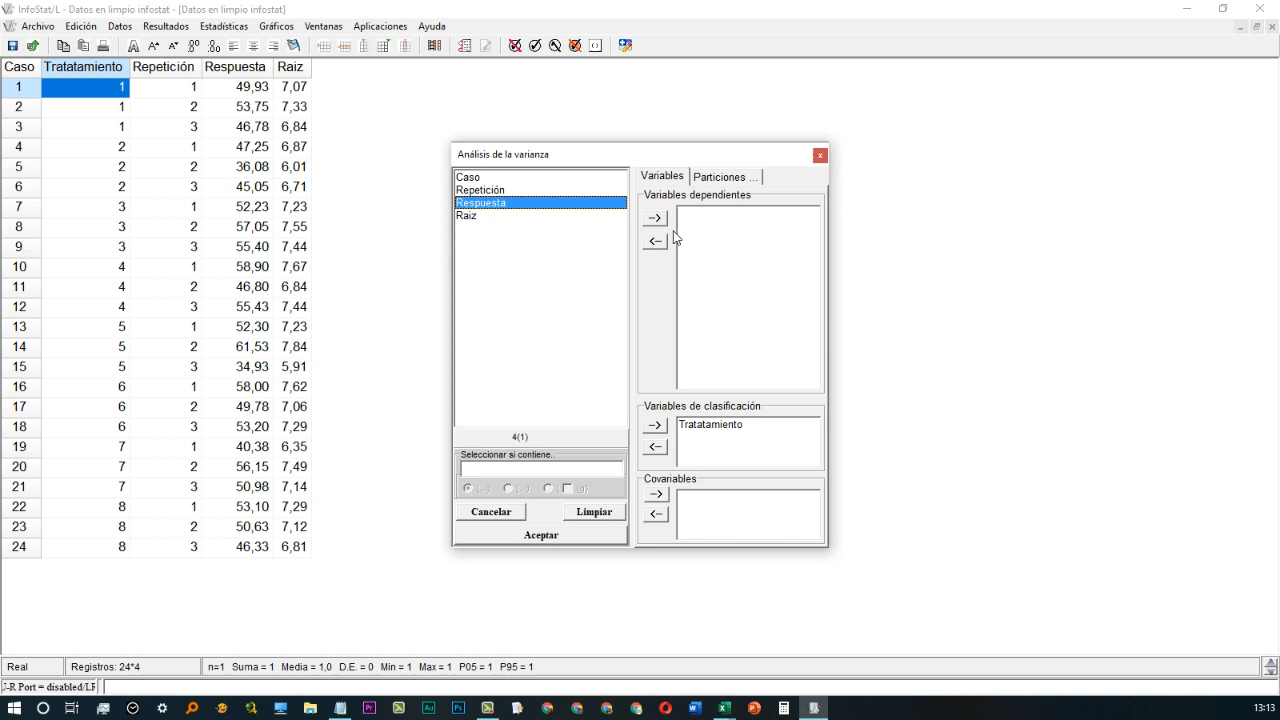 InfoStat/L - Datos en limpio infostat - [Datos en limpio infostat]
Archivo Edición Datos Resultados Estadísticas Gráficos Ventanas Aplicaciones Ayuda
Caso Tratatamiento Repetición Respuesta Raiz
1 1 1 49,93 7,07
2 1 2 53,75 7,33
3 1 3 46,78 6,84
4 2 1 47,25 6,87
5 2 2 36,08 6,01
6 2 3 45,05 6,71
7 3 1 52,23 7,23
8 3 2 57,05 7,55
9 3 3 55,40 7,44
10 4 1 58,90 7,67
11 4 2 46,80 6,84
12 4 3 55,43 7,44
13 5 1 52,30 7,23
14 5 2 61,53 7,84
15 5 3 34,93 5,91
16 6 1 58,00 7,62
17 6 2 49,78 7,06
18 6 3 53,20 7,29
19 7 1 40,38 6,35
20 7 2 56,15 7,49
21 7 3 50,98 7,14
22 8 1 53,10 7,29
23 8 2 50,63 7,12
24 8 3 46,33 6,81
Análisis de la varianza
Caso
Repetición
Respuesta
Raiz
4(1)
Seleccionar si contiene..
Cancelar Limpiar
Aceptar
Variables Particiones ...
Variables dependientes
Variables de clasificación
Tratatamiento
Covariables
Real Registros: 24*4 n=1 Suma = 1 Media = 1,0 D.E. = 0 Min = 1 Max = 1 P05 = 1 P95 = 1
J-R Port = disabled/LF
13:13